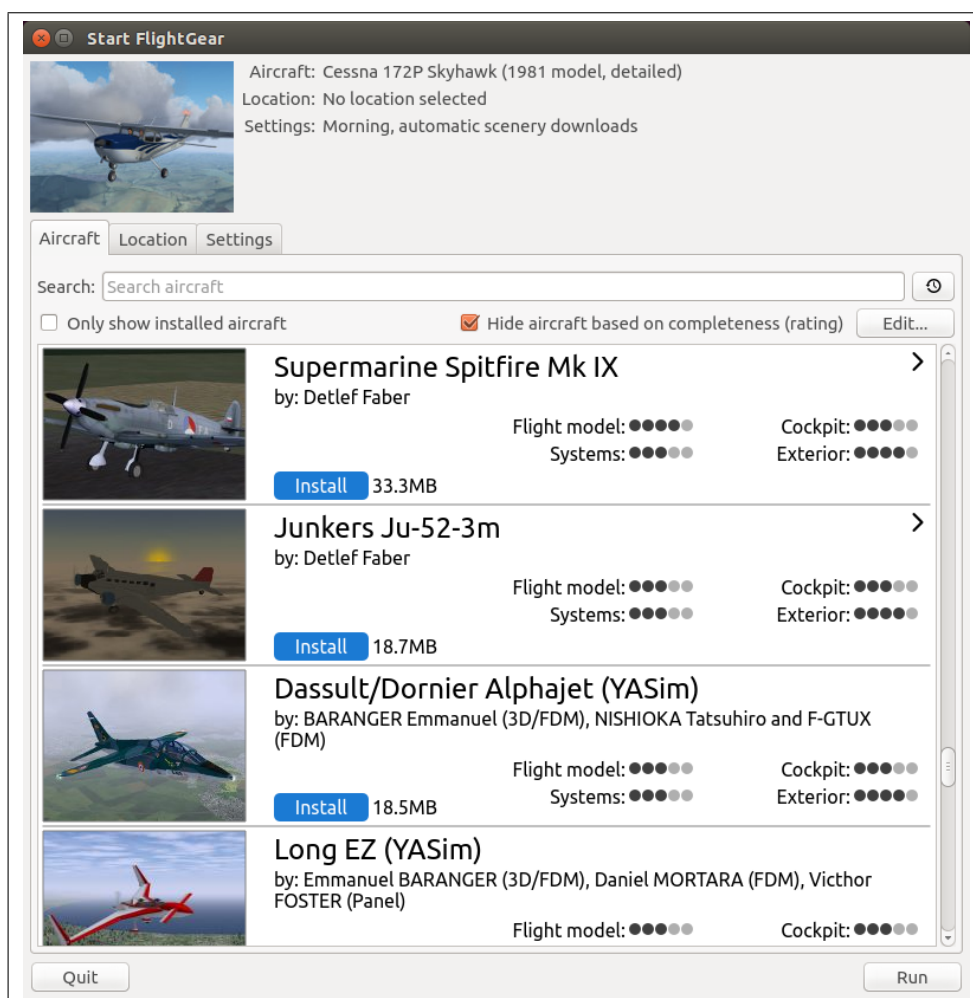 Start FlightGear
Aircraft: Cessna 172P Skyhawk (1981 model, detailed)
Location: No location selected
Settings: Morning, automatic scenery downloads
Aircraft Location Settings
Search: Search aircraft
Only show installed aircraft Hide aircraft based on completeness (rating) Edit...
Supermarine Spitfire Mk IX
by: Detlef Faber
Flight model: Cockpit:
Systems: Exterior:
Install 33.3MB
Junkers Ju-52-3m
by: Detlef Faber
Flight model: Cockpit:
Systems: Exterior:
Install 18.7MB
Dassult/Dornier Alphajet (YASim)
by: BARANGER Emmanuel (3D/FDM), NISHIOKA Tatsuhiro and F-GTUX
(FDM)
Flight model: Cockpit:
Systems: Exterior:
Install 18.5MB
Long EZ (YASim)
by: Emmanuel BARANGER (3D/FDM), Daniel MORTARA (FDM), Victhor
FOSTER (Panel)
Flight model: Cockpit:
Quit Run